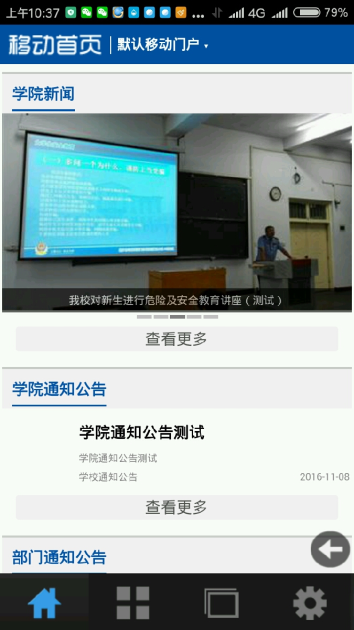 上午10:37 ... 4G 79%
移动首页 | 默认移动门户
学院新闻
我校对新生进行危险及安全教育讲座（测试）
查看更多
学院通知公告
学院通知公告测试
学院通知公告测试
学校通知公告 2016-11-08
查看更多
部门通知公告